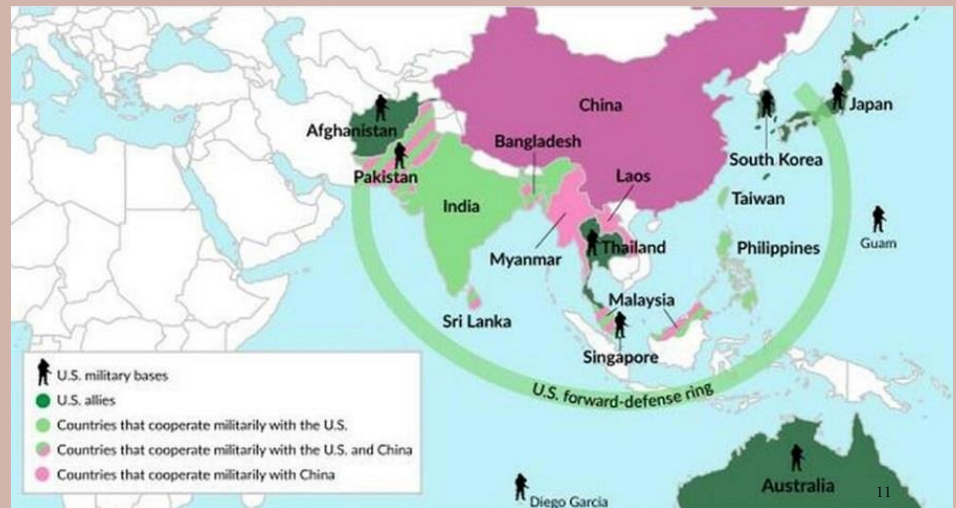 China
Japan
Afghanistan
Bangladesh
South Korea
Pakistan
Laos
India
Taiwan
Guam
Thailand
Philippines
Myanmar
Malaysia
Sri Lanka
Singapore
U.S. forward-defense ring
U.S. military bases
U.S. allies
Countries that cooperate militarily with the U.S.
Countries that cooperate militarily with the U.S. and China
Countries that cooperate militarily with China
Australia
11
Diego Garcia